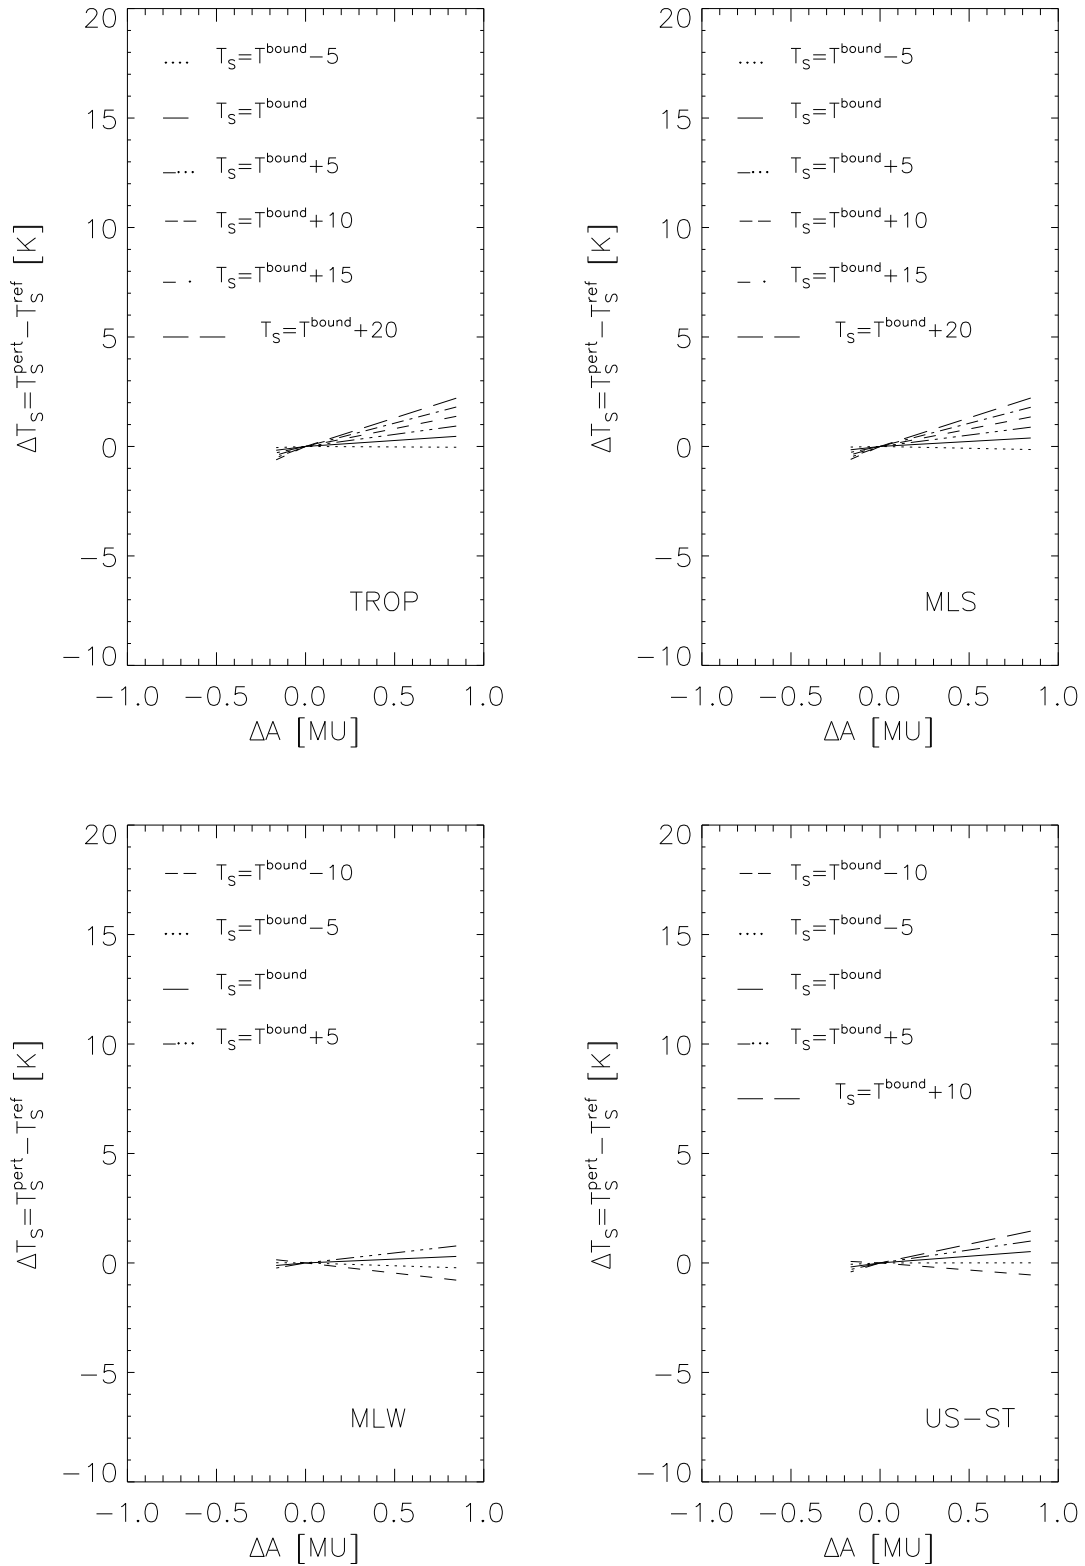 20
15
10
5
0
−5
−10
T_S=T^bound−5
T_S=T^bound
T_S=T^bound+5
T_S=T^bound+10
T_S=T^bound+15
T_S=T^bound+20
TROP
ΔT_S=T_S^pert−T_S^ref [K]
−1.0 −0.5 0.0 0.5 1.0
ΔA [MU]
20
15
10
5
0
−5
−10
T_S=T^bound−5
T_S=T^bound
T_S=T^bound+5
T_S=T^bound+10
T_S=T^bound+15
T_S=T^bound+20
MLS
ΔT_S=T_S^pert−T_S^ref [K]
−1.0 −0.5 0.0 0.5 1.0
ΔA [MU]
20
15
10
5
0
−5
−10
T_S=T^bound−10
T_S=T^bound−5
T_S=T^bound
T_S=T^bound+5
MLW
ΔT_S=T_S^pert−T_S^ref [K]
−1.0 −0.5 0.0 0.5 1.0
ΔA [MU]
20
15
10
5
0
−5
−10
T_S=T^bound−10
T_S=T^bound−5
T_S=T^bound
T_S=T^bound+5
T_S=T^bound+10
US−ST
ΔT_S=T_S^pert−T_S^ref [K]
−1.0 −0.5 0.0 0.5 1.0
ΔA [MU]